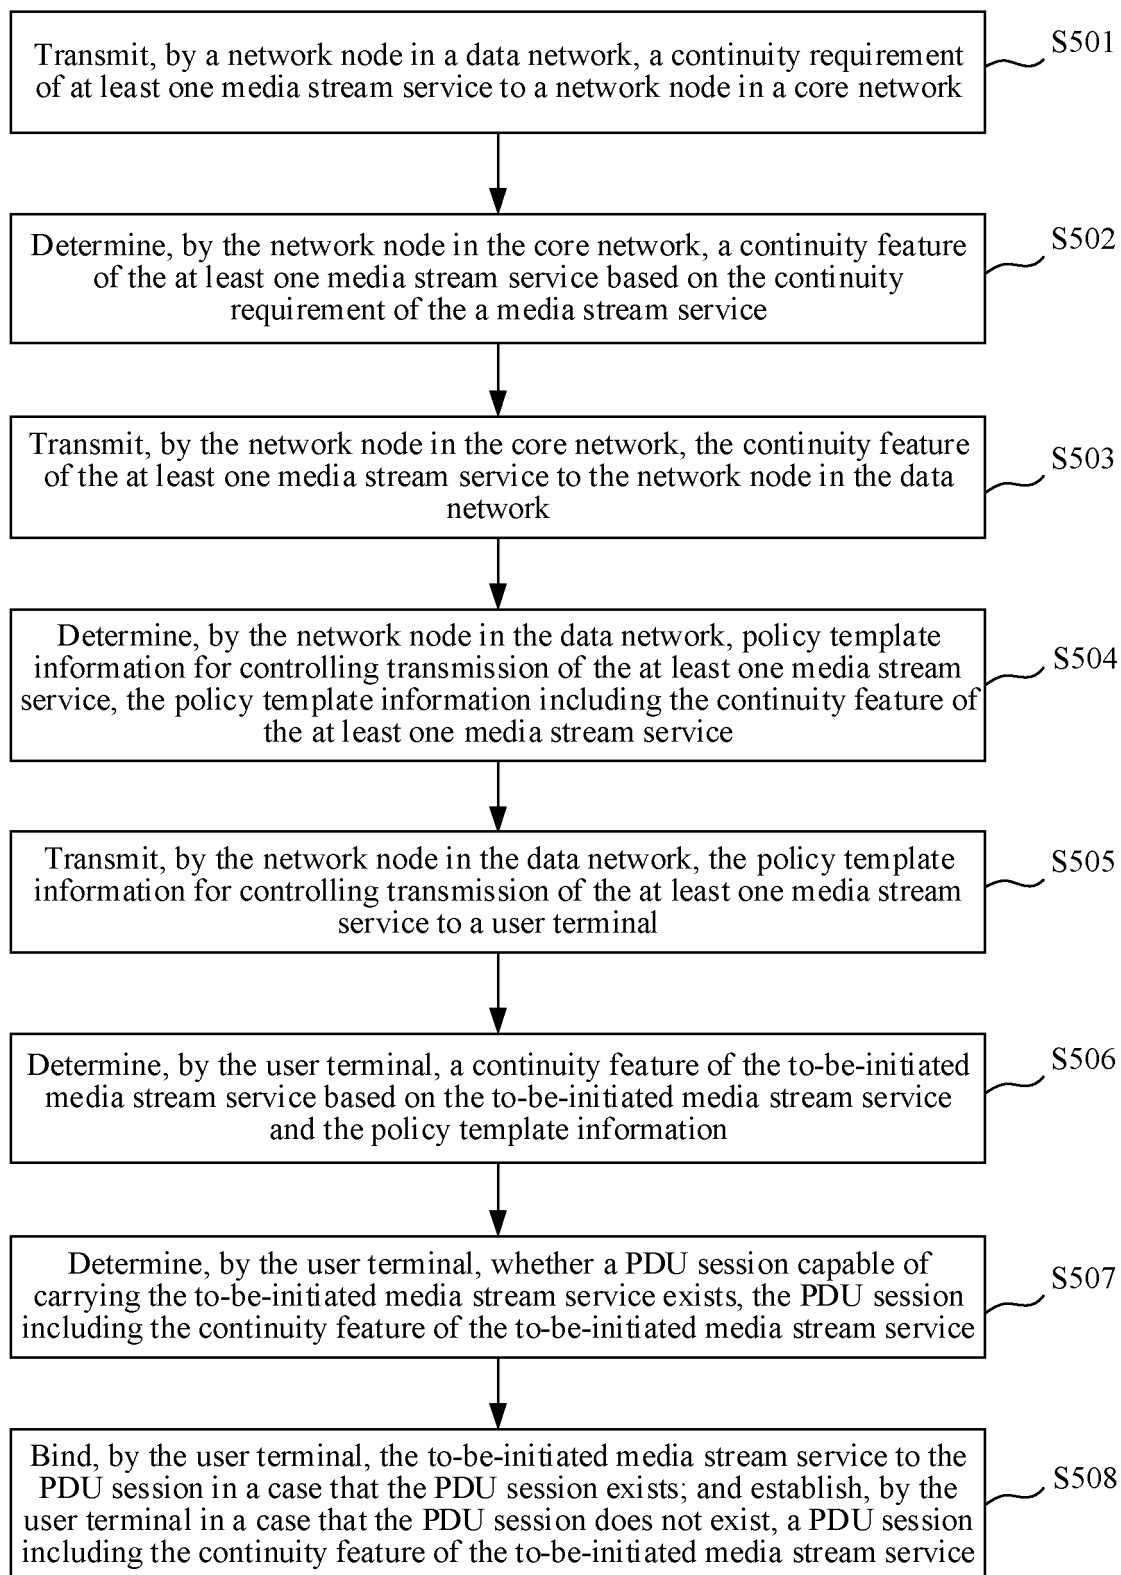 Transmit, by a network node in a data network, a continuity requirement
of at least one media stream service to a network node in a core network
S501
Determine, by the network node in the core network, a continuity feature
of the at least one media stream service based on the continuity
requirement of the a media stream service
S502
Transmit, by the network node in the core network, the continuity feature
of the at least one media stream service to the network node in the data
network
S503
Determine, by the network node in the data network, policy template
information for controlling transmission of the at least one media stream
service, the policy template information including the continuity feature of
the at least one media stream service
S504
Transmit, by the network node in the data network, the policy template
information for controlling transmission of the at least one media stream
service to a user terminal
S505
Determine, by the user terminal, a continuity feature of the to-be-initiated
media stream service based on the to-be-initiated media stream service
and the policy template information
S506
Determine, by the user terminal, whether a PDU session capable of
carrying the to-be-initiated media stream service exists, the PDU session
including the continuity feature of the to-be-initiated media stream service
S507
Bind, by the user terminal, the to-be-initiated media stream service to the
PDU session in a case that the PDU session exists; and establish, by the
user terminal in a case that the PDU session does not exist, a PDU session
including the continuity feature of the to-be-initiated media stream service
S508